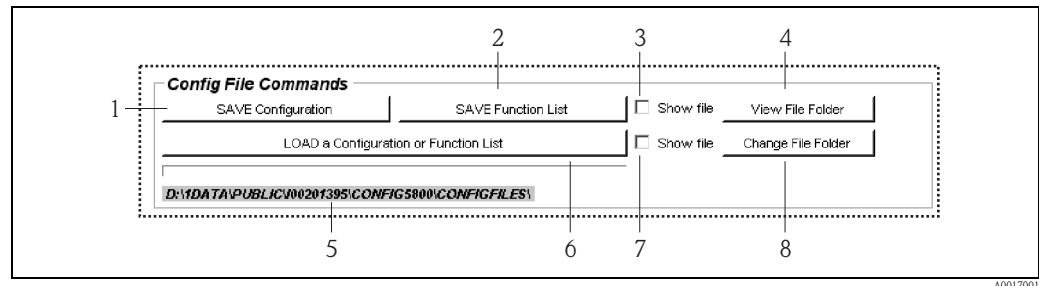 2 3 4
Config File Commands
1 SAVE Configuration SAVE Function List Show file View File Folder
LOAD a Configuration or Function List Show file Change File Folder
D:\1DATA\PUBLIC\I00201395\CONFIG5800\CONFIGFILES\
5 6 7 8
A0017001